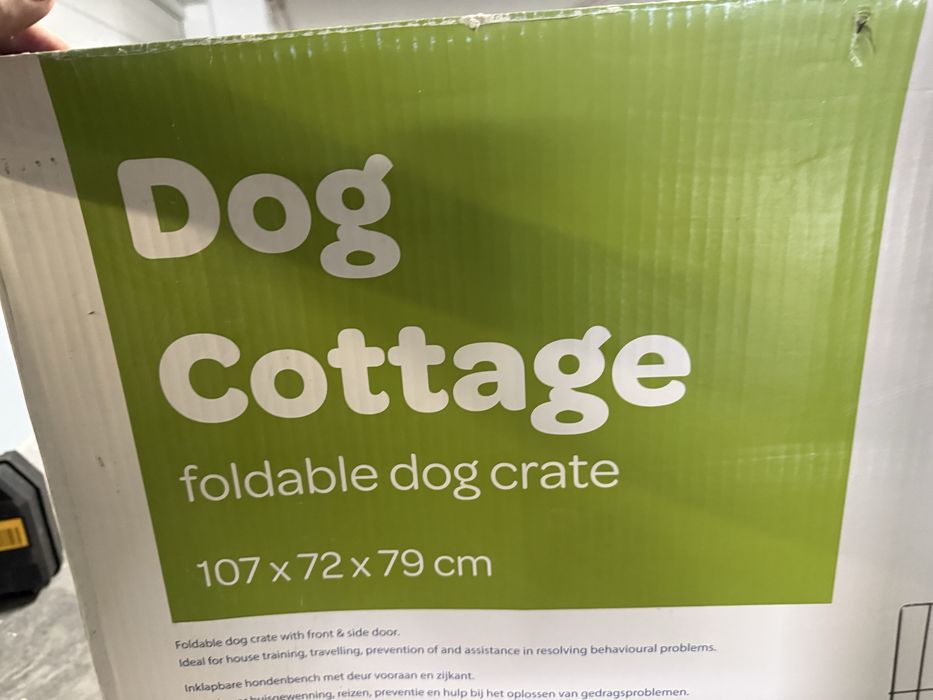 Dog
Cottage
foldable dog crate
107 x 72 x 79 cm
Foldable dog crate with front & side door.
Ideal for house training, travelling, prevention of and assistance in resolving behavioural problems.
Inklapbare hondenbench met deur vooraan en zijkant.
huisgewenning, reizen, preventie en hulp bij het oplossen van gedragsproblemen.